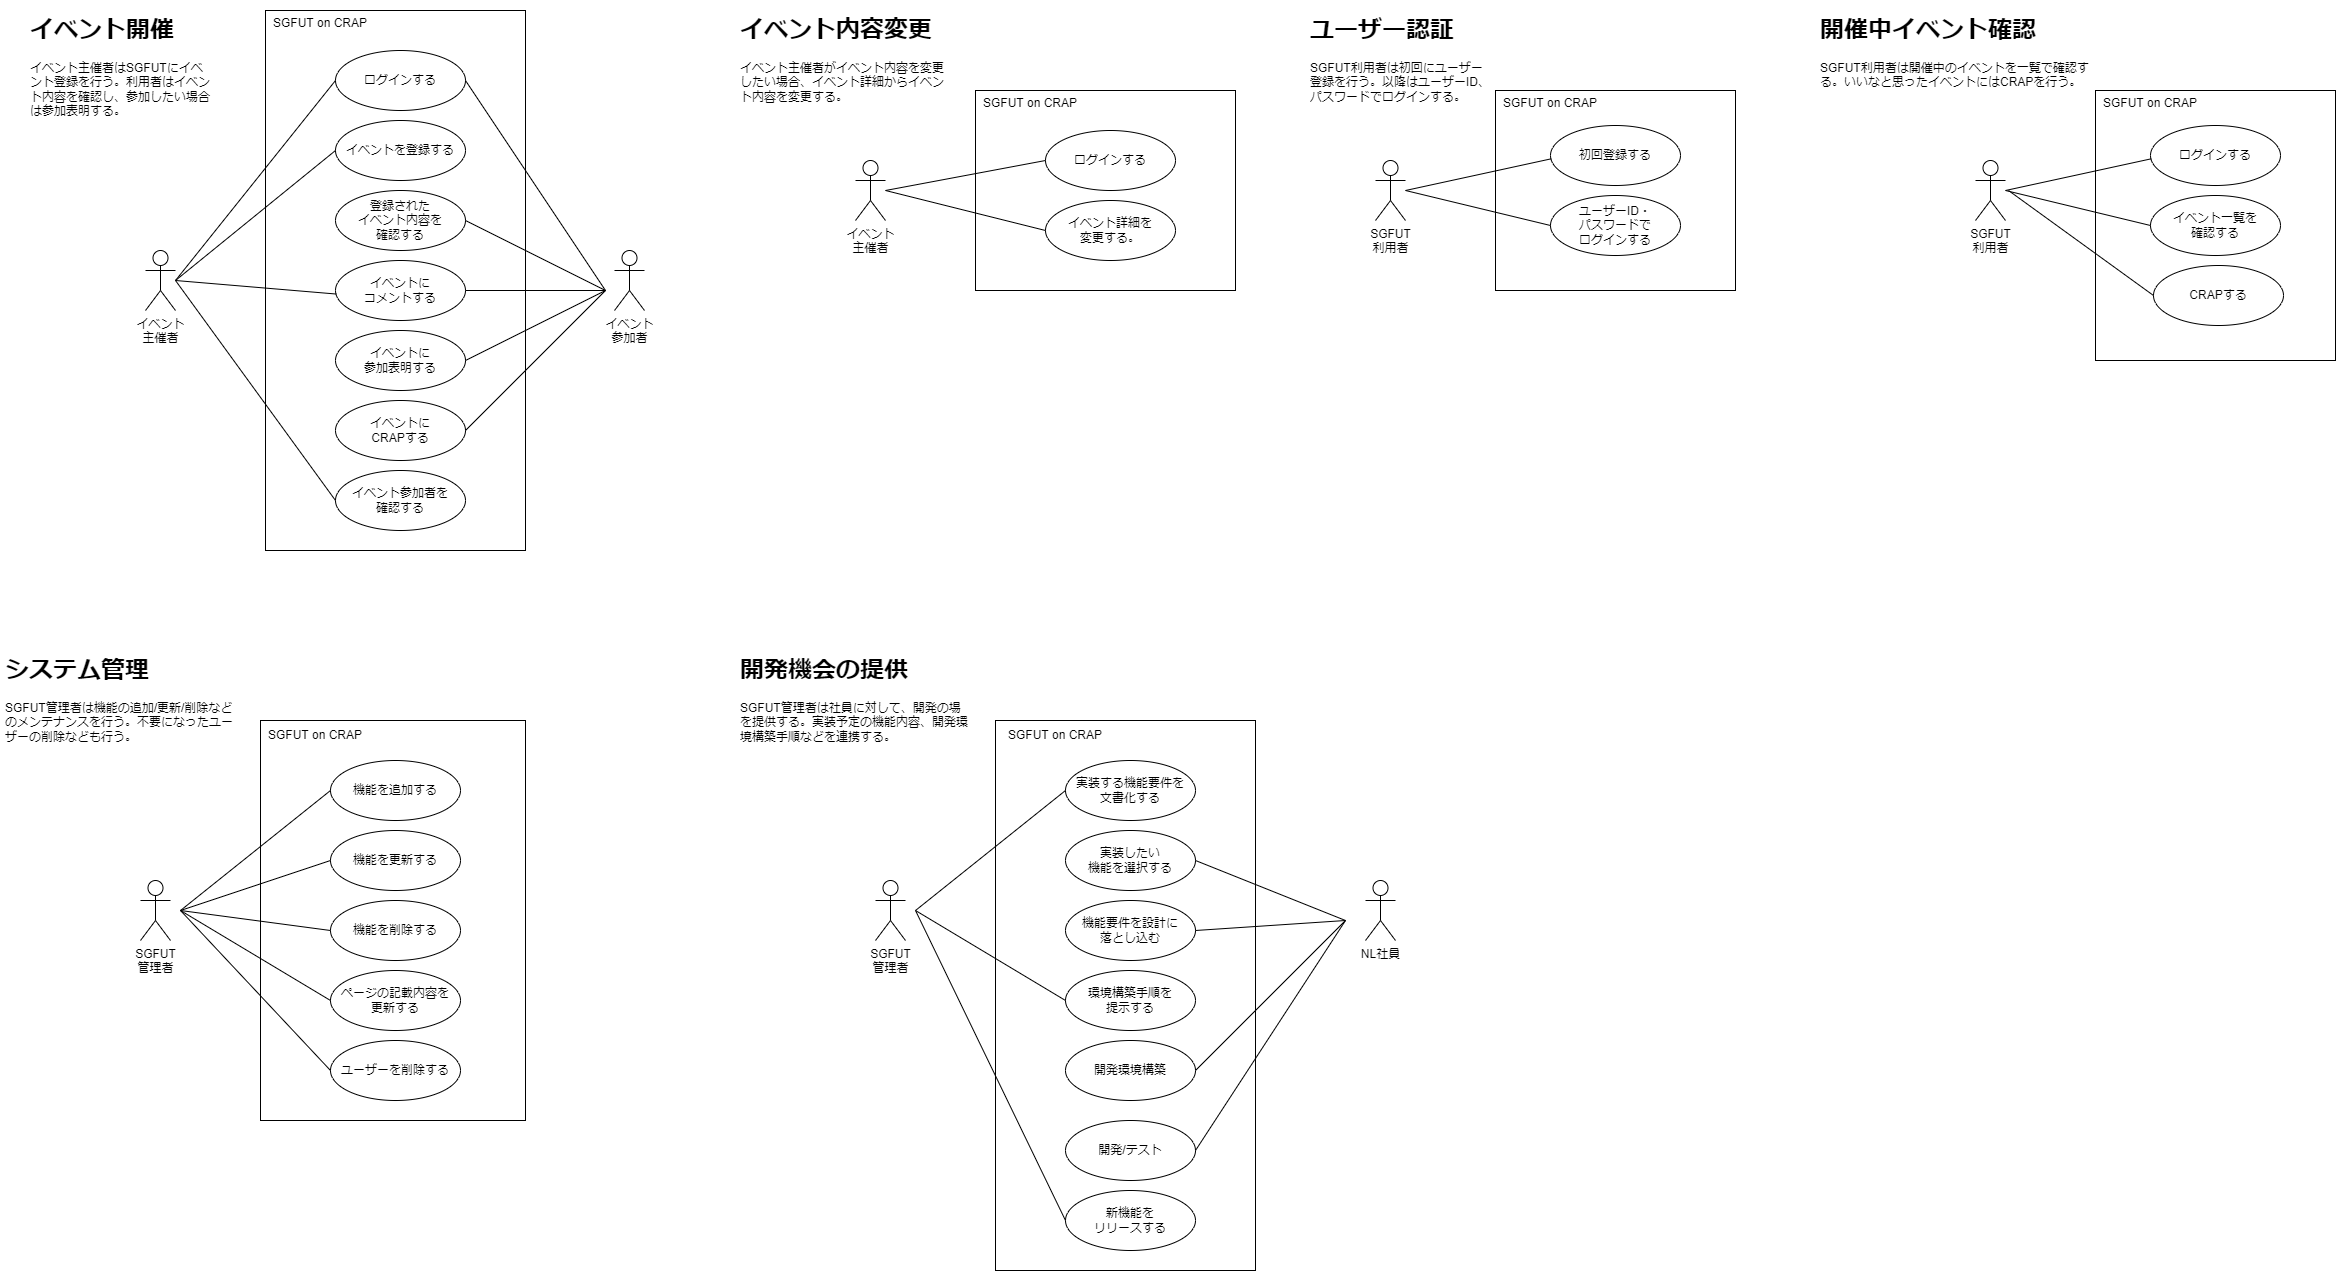 イベント開催
イベント主催者はSGFUTにイベ
ント登録を行う。利用者はイベン
ト内容を確認し、参加したい場合
は参加表明する。
SGFUT on CRAP
ログインする
イベントを登録する
登録された
イベント内容を
確認する
イベントに
コメントする
イベントに
参加表明する
イベントに
CRAPする
イベント参加者を
確認する
イベント
主催者
イベント
参加者
イベント内容変更
イベント主催者がイベント内容を変更
したい場合、イベント詳細からイベン
ト内容を変更する。
SGFUT on CRAP
ログインする
イベント詳細を
変更する。
イベント
主催者
ユーザー認証
SGFUT利用者は初回にユーザー
登録を行う。以降はユーザーID、
パスワードでログインする。
SGFUT on CRAP
初回登録する
ユーザーID・
パスワードで
ログインする
SGFUT
利用者
開催中イベント確認
SGFUT利用者は開催中のイベントを一覧で確認す
る。いいなと思ったイベントにはCRAPを行う。
SGFUT on CRAP
ログインする
イベント一覧を
確認する
CRAPする
SGFUT
利用者
システム管理
SGFUT管理者は機能の追加/更新/削除など
のメンテナンスを行う。不要になったユー
ザーの削除なども行う。
SGFUT on CRAP
機能を追加する
機能を更新する
機能を削除する
ページの記載内容を
更新する
ユーザーを削除する
SGFUT
管理者
開発機会の提供
SGFUT管理者は社員に対して、開発の場
を提供する。実装予定の機能内容、開発環
境構築手順などを連携する。
SGFUT on CRAP
実装する機能要件を
文書化する
実装したい
機能を選択する
機能要件を設計に
落とし込む
環境構築手順を
提示する
開発環境構築
開発/テスト
新機能を
リリースする
SGFUT
管理者
NL社員